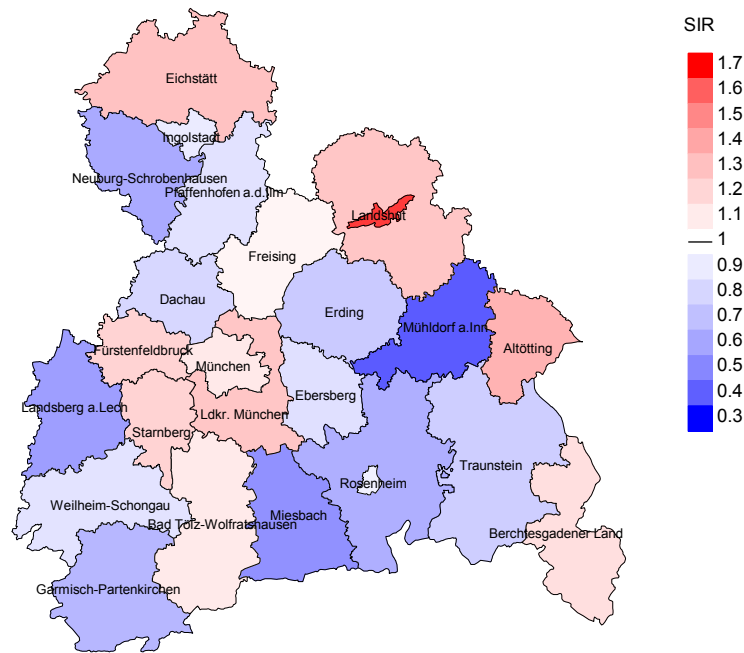 SIR
1.7
1.6
1.5
1.4
1.3
1.2
1.1
1
0.9
0.8
0.7
0.6
0.5
0.4
0.3
Eichstätt
Ingolstadt
Neuburg-Schrobenhausen
Pfaffenhofen a.d.Ilm
Landshut
Freising
Dachau
Erding
Mühldorf a.Inn
Altötting
Fürstenfeldbruck
München
Ebersberg
Landsberg a.Lech
Ldkr. München
Starnberg
Traunstein
Rosenheim
Weilheim-Schongau
Miesbach
Bad Tölz-Wolfratshausen
Berchtesgadener Land
Garmisch-Partenkirchen